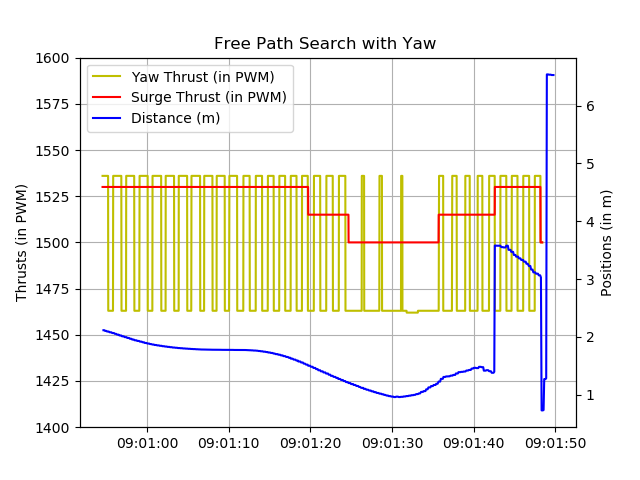 Free Path Search with Yaw
Yaw Thrust (in PWM)
Surge Thrust (in PWM)
Distance (m)
Thrusts (in PWM)
1600
1575
1550
1525
1500
1475
1450
1425
1400
Positions (in m)
6
5
4
3
2
1
09:01:00 09:01:10 09:01:20 09:01:30 09:01:40 09:01:50